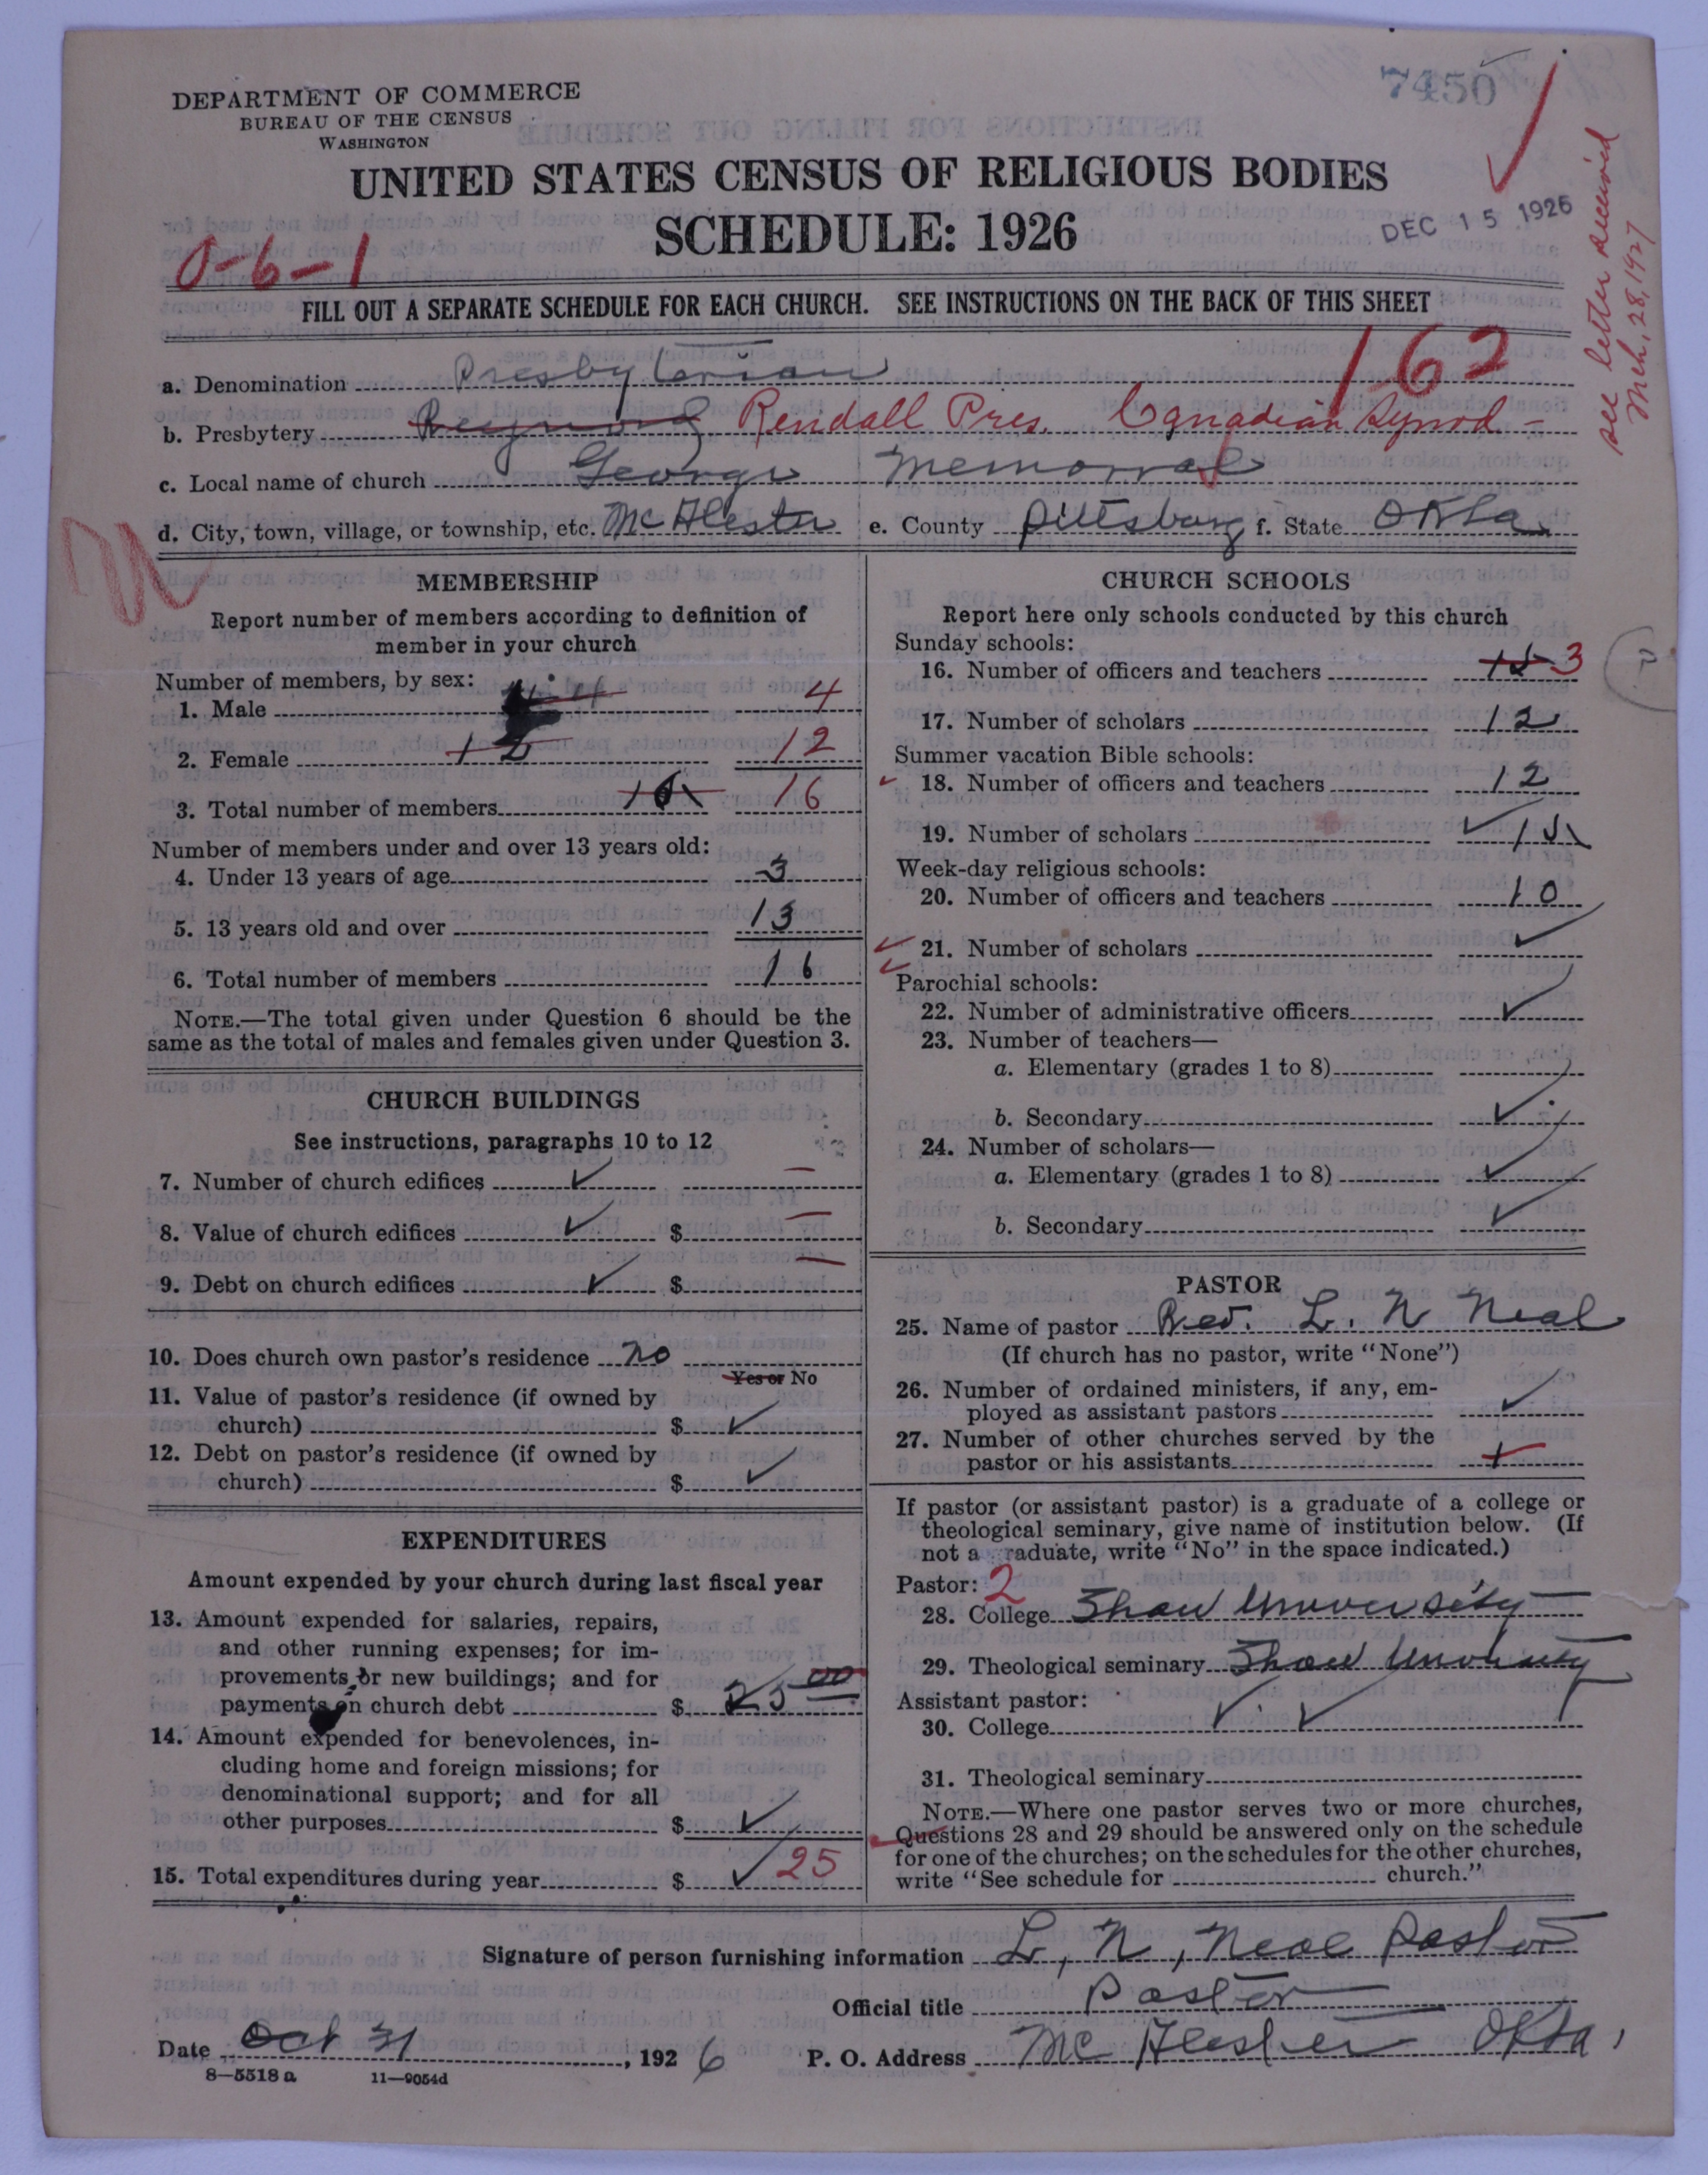 7450
DEPARTMENT OF COMMERCE
BUREAU OF THE CENSUS
WASHINGTON
UNITED STATES CENSUS OF RELIGIOUS BODIES
SCHEDULE: 1926
DEC 15 1926
see letter received
Mch, 28, 1927
0-6-1
FILL OUT A SEPARATE SCHEDULE FOR EACH CHURCH. SEE INSTRUCTIONS ON THE BACK OF THIS SHEET
162
a. Denomination Presbyterian
b. Presbytery Rendall Pres. Canadian Synod -
c. Local name of church George Memorial
d. City, town, village, or township, etc. McAlester e. County Pittsburg f. State Okla
MEMBERSHIP
Report number of members according to definition of
member in your church
Number of members, by sex:
1. Male 4 4
2. Female 12 12
3. Total number of members 16 16
Number of members under and over 13 years old:
4. Under 13 years of age 3
5. 13 years old and over 13
6. Total number of members 16
NOTE.—The total given under Question 6 should be the
same as the total of males and females given under Question 3.
CHURCH BUILDINGS
See instructions, paragraphs 10 to 12
7. Number of church edifices ✓ —
8. Value of church edifices ✓ $ —
9. Debt on church edifices ✓ $ —
10. Does church own pastor's residence no
Yes or No
11. Value of pastor's residence (if owned by
church) $ ✓
12. Debt on pastor's residence (if owned by
church) $ ✓
EXPENDITURES
Amount expended by your church during last fiscal year
13. Amount expended for salaries, repairs,
and other running expenses; for im-
provements or new buildings; and for
payments on church debt $ 25 00
14. Amount expended for benevolences, in-
cluding home and foreign missions; for
denominational support; and for all
other purposes $ ✓
15. Total expenditures during year $ ✓ 25
CHURCH SCHOOLS
Report here only schools conducted by this church
Sunday schools:
16. Number of officers and teachers 15 3
17. Number of scholars 12
Summer vacation Bible schools:
✓ 18. Number of officers and teachers 12
19. Number of scholars ✓ 15
Week-day religious schools:
20. Number of officers and teachers 10
✓ 21. Number of scholars ✓
✓ Parochial schools:
22. Number of administrative officers ✓
23. Number of teachers—
a. Elementary (grades 1 to 8)
b. Secondary ✓
24. Number of scholars—
a. Elementary (grades 1 to 8) ✓
b. Secondary ✓
PASTOR
25. Name of pastor Rev. L. N Neal
(If church has no pastor, write "None")
26. Number of ordained ministers, if any, em-
ployed as assistant pastors ✓
27. Number of other churches served by the
pastor or his assistants
If pastor (or assistant pastor) is a graduate of a college or
theological seminary, give name of institution below. (If
not a graduate, write "No" in the space indicated.)
Pastor: 2
28. College Shaw University
29. Theological seminary Shaw University
Assistant pastor:
30. College ✓ ✓
31. Theological seminary
NOTE.—Where one pastor serves two or more churches,
Questions 28 and 29 should be answered only on the schedule
for one of the churches; on the schedules for the other churches,
write "See schedule for church."
Signature of person furnishing information L, N, Neal Pastor
Official title Pastor
Date Oct 31, 1926 P. O. Address McAlester Okla,
8—5518 a 11—9054d